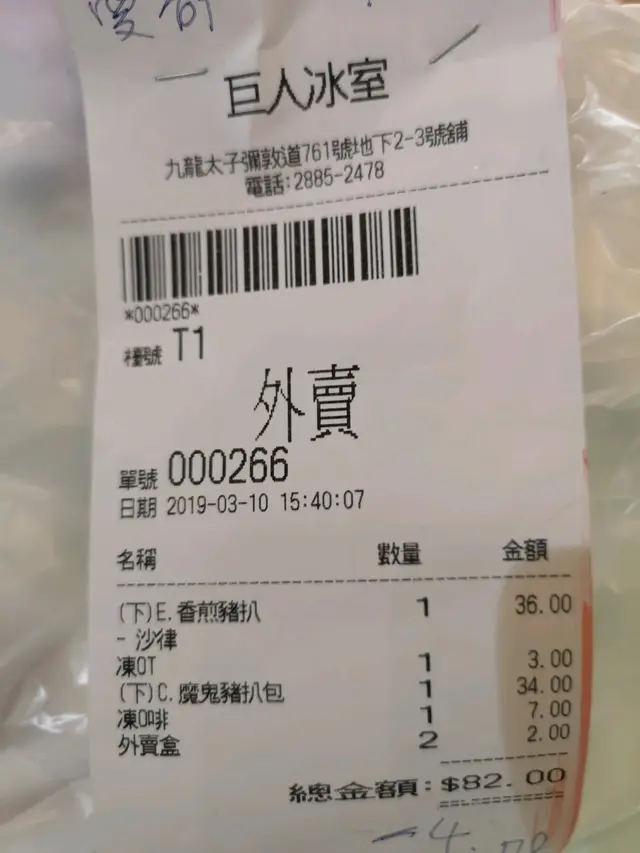 巨人冰室
九龍太子彌敦道761號地下2-3號舖
電話:2885-2478
*000266*
檯號 T1
外賣
單號 000266
日期 2019-03-10 15:40:07
名稱 數量 金額
(下)E.香煎豬扒 1 36.00
- 沙律
凍OT 1 3.00
(下)C.魔鬼豬扒包 1 34.00
凍0啡 1 7.00
外賣盒 2 2.00
總金額:$82.00